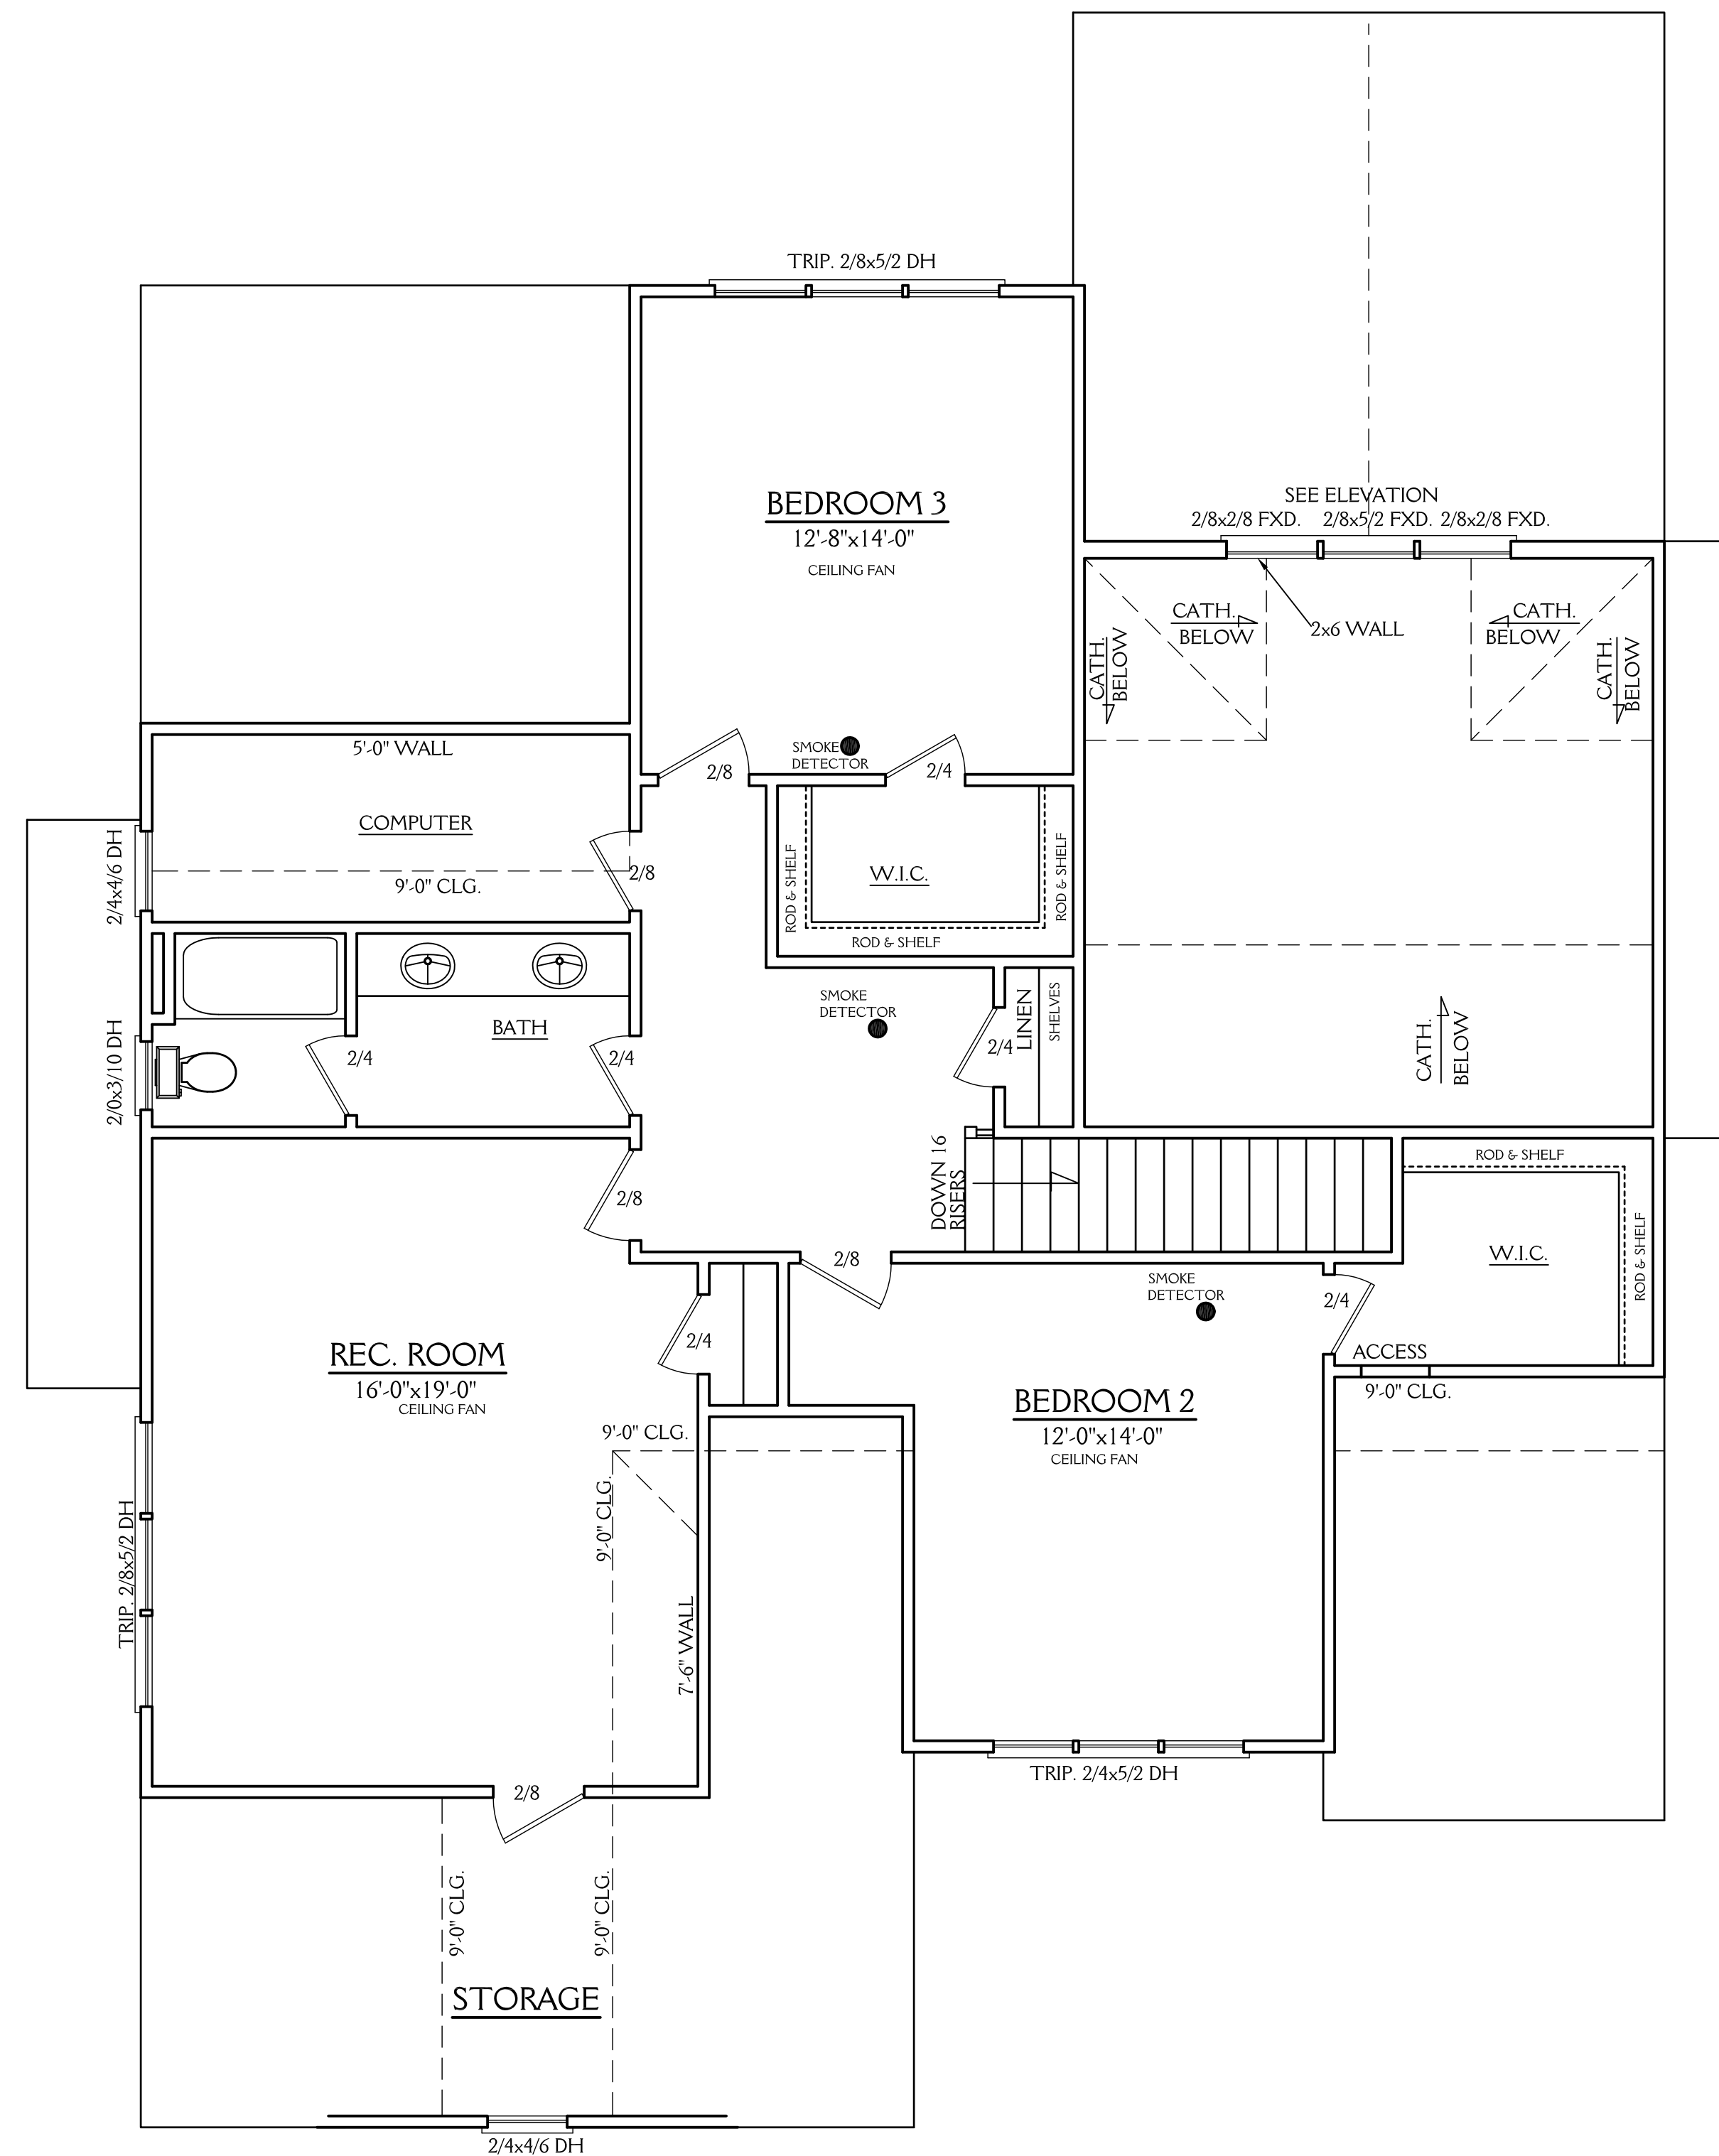 TRIP. 2/8x5/2 DH
BEDROOM 3
12'-8"x14'-0"
CEILING FAN
SEE ELEVATION
2/8x2/8 FXD.
2/8x5/2 FXD.
2/8x2/8 FXD.
CATH.
BELOW
CATH.
BELOW
2x6 WALL
CATH.
BELOW
CATH.
BELOW
5'-0" WALL
COMPUTER
9'-0" CLG.
2/4x4/6 DH
2/8
SMOKE
DETECTOR
2/8
2/4
ROD & SHELF
W.I.C.
ROD & SHELF
ROD & SHELF
2/0x3/10 DH
2/4
BATH
2/4
SMOKE
DETECTOR
2/4
LINEN
SHELVES
CATH.
BELOW
DOWN 16
RISERS
2/8
2/8
ROD & SHELF
W.I.C.
ROD & SHELF
SMOKE
DETECTOR
2/4
ACCESS
9'-0" CLG.
REC. ROOM
16'-0"x19'-0"
CEILING FAN
2/4
BEDROOM 2
12'-0"x14'-0"
CEILING FAN
9'-0" CLG.
9'-0" CLG.
7'-6" WALL
TRIP. 2/8x5/2 DH
TRIP. 2/4x5/2 DH
2/8
9'-0" CLG.
9'-0" CLG.
STORAGE
2/4x4/6 DH